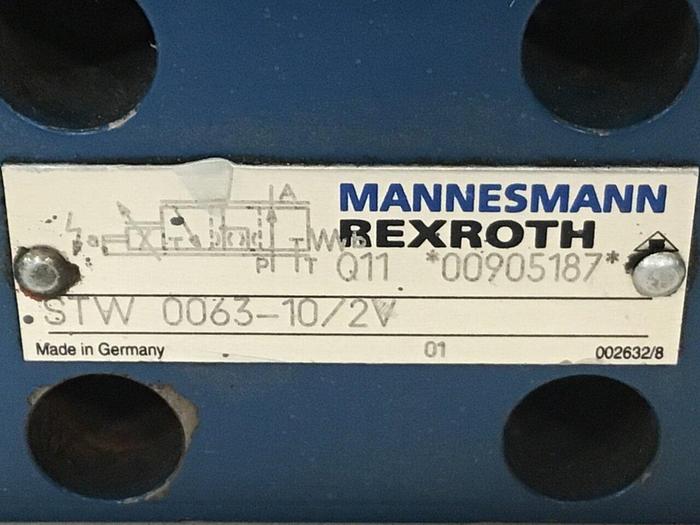 A
MANNESMANN
REXROTH
T T
P T Q11 *00905187*
STW 0063-10/2V
Made in Germany 01 002632/8